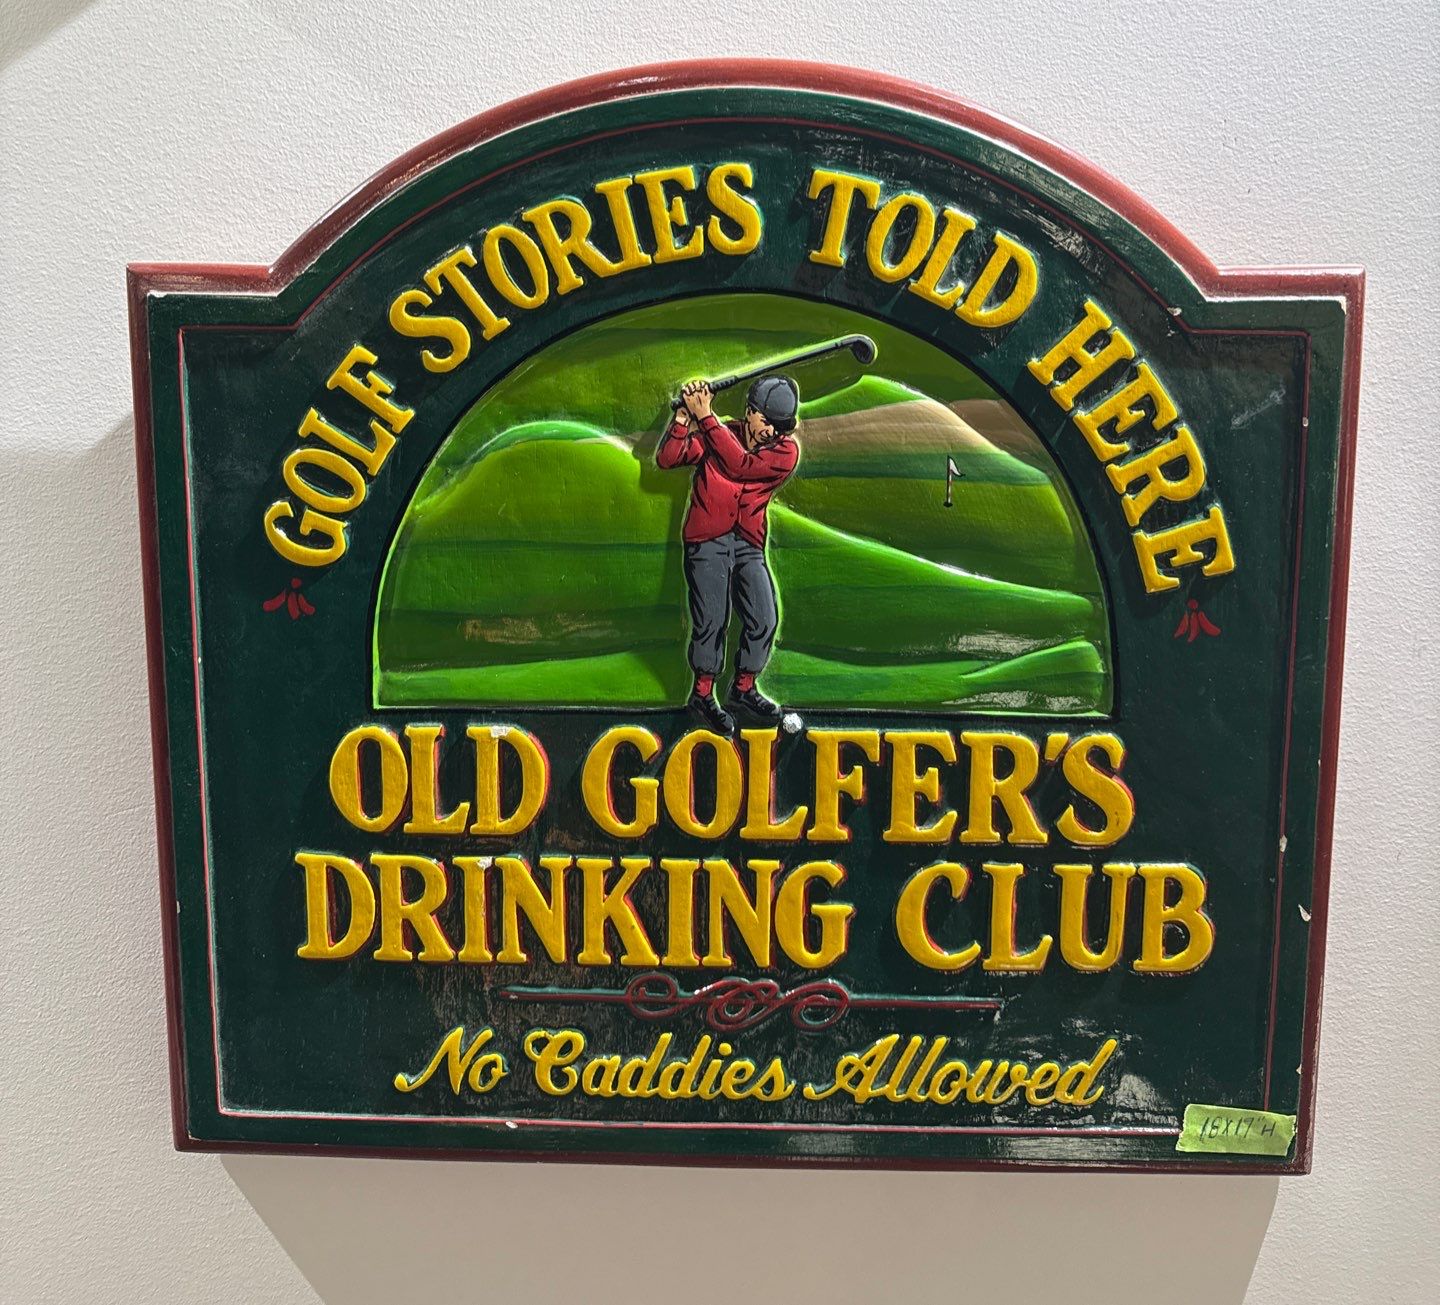 GOLF STORIES TOLD HERE
OLD GOLFER'S
DRINKING CLUB
No Caddies Allowed
18X17"H